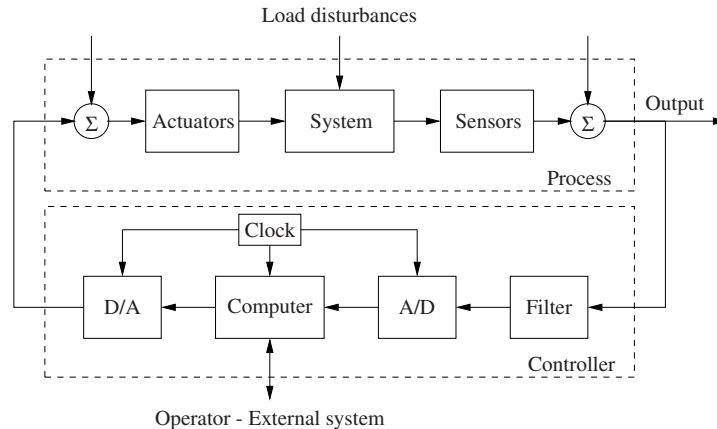 Load disturbances
Output
Σ
Actuators
System
Sensors
Σ
Process
Clock
D/A
Computer
A/D
Filter
Controller
Operator - External system